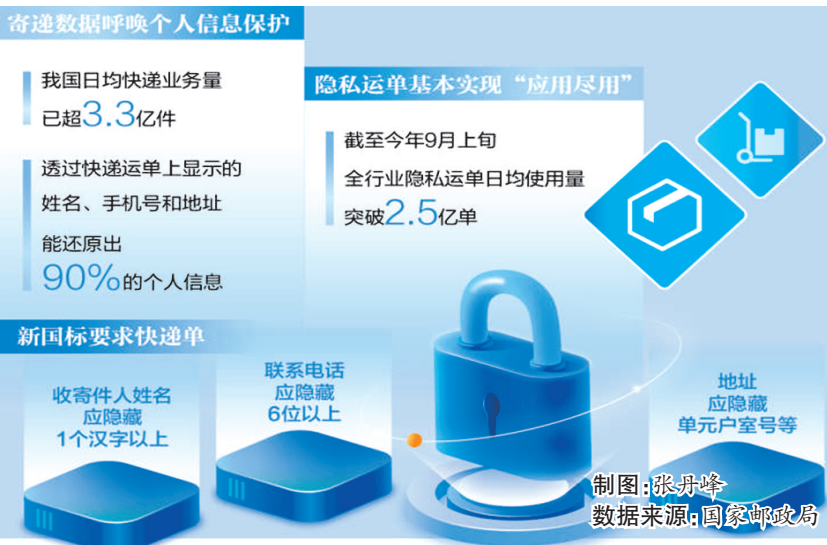 寄递数据呼唤个人信息保护
我国日均快递业务量
已超3.3亿件
透过快递运单上显示的
姓名、手机号和地址
能还原出
90%的个人信息
隐私运单基本实现“应用尽用”
截至今年9月上旬
全行业隐私运单日均使用量
突破2.5亿单
新国标要求快递单
收寄件人姓名
应隐藏
1个汉字以上
联系电话
应隐藏
6位以上
地址
应隐藏
单元户室号等
制图:张丹峰
数据来源:国家邮政局